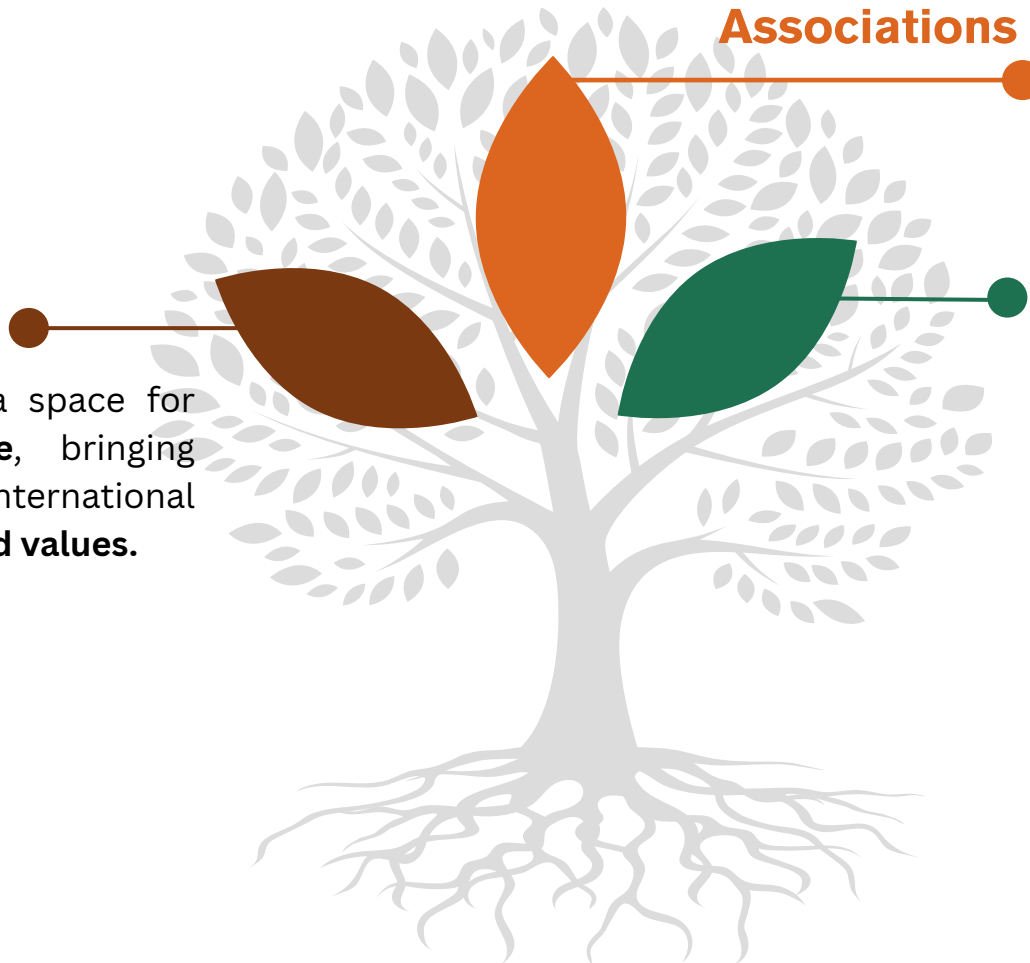 Associations
a space for
e, bringing
nternational
d values.